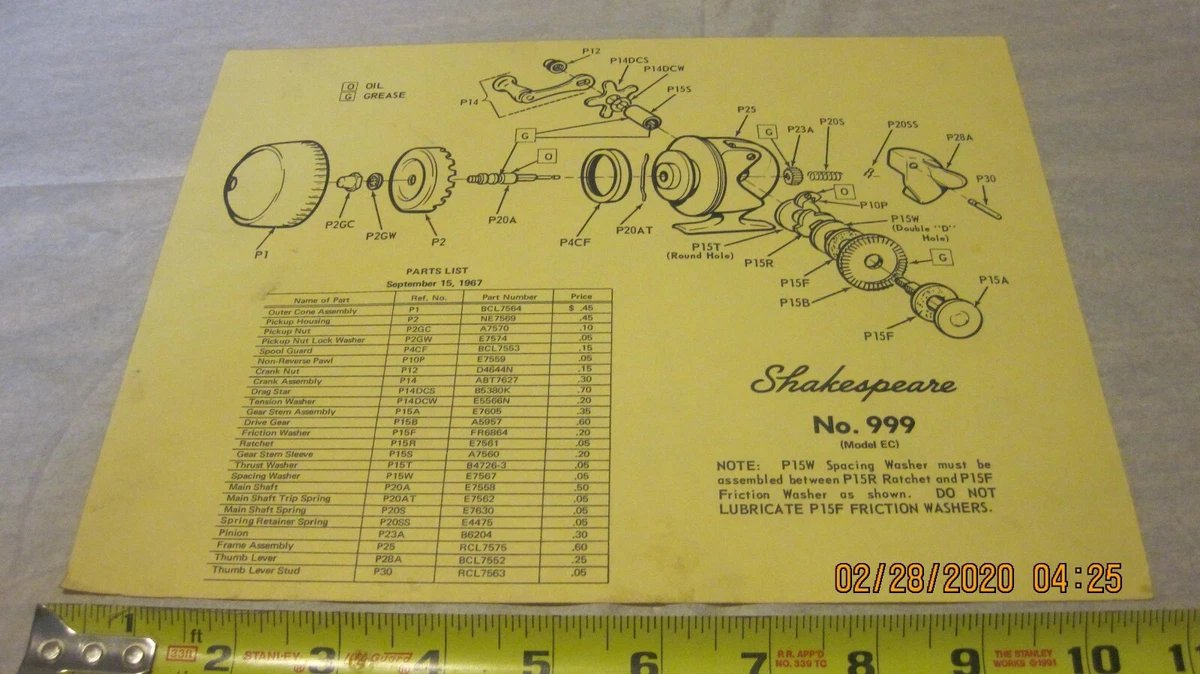 P12
P14DCS
P14DCW
P15S
O OIL
G GREASE
P14
G
P25
G
P23A
P20S
P20SS
P28A
O
P30
O
P10P
P1
P2GC
P2GW
P2
P20A
P4CF
P20AT
P15T
(Round Hole)
P15R
P15W
(Double "D"
Hole)
G
P15F
P15B
P15A
P15F
PARTS LIST
September 15, 1967
Name of Part Ref. No. Part Number Price
Outer Cone Assembly P1 BCL7564 $ .45
Pickup Housing P2 NE7569 .45
Pickup Nut P2GC A7570 .10
Pickup Nut Lock Washer P2GW E7574 .05
Spool Guard P4CF BCL7553 .15
Non-Reverse Pawl P10P E7559 .05
Crank Nut P12 D4644N .15
Crank Assembly P14 ABT7627 .30
Drag Star P14DCS B5380K .70
Tension Washer P14DCW E5566N .20
Gear Stem Assembly P15A E7605 .35
Drive Gear P15B A5957 .60
Friction Washer P15F FR6864 .20
Ratchet P15R E7561 .05
Gear Stem Sleeve P15S A7560 .20
Thrust Washer P15T B4726-3 .05
Spacing Washer P15W E7567 .05
Main Shaft P20A E7558 .50
Main Shaft Trip Spring P20AT E7562 .05
Main Shaft Spring P20S E7630 .05
Spring Retainer Spring P20SS E4475 .05
Pinion P23A B6204 .30
Frame Assembly P25 RCL7575 .60
Thumb Lever P28A BCL7552 .25
Thumb Lever Stud P30 RCL7563 .05
Shakespeare
No. 999
(Model EC)
NOTE: P15W Spacing Washer must be
assembled between P15R Ratchet and P15F
Friction Washer as shown. DO NOT
LUBRICATE P15F FRICTION WASHERS.
02/28/2020 04:25
1 2 3 4 5 6 7 8 9 10 1
ft
33ft
STANLEY
R.R. APP'D
NO. 339 TC
THE STANLEY
WORKS ©1991